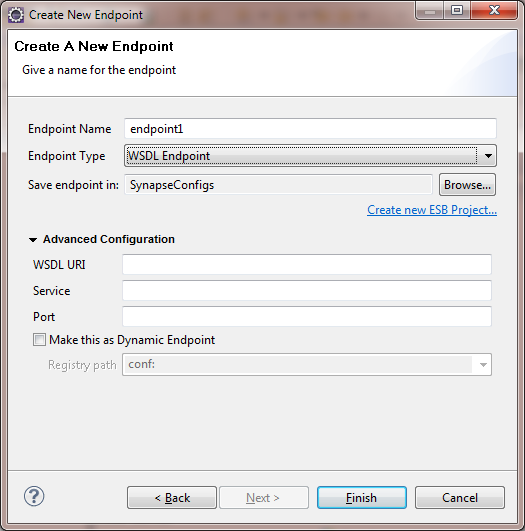 Create New Endpoint
Create A New Endpoint
Give a name for the endpoint
Endpoint Name endpoint1
Endpoint Type WSDL Endpoint
Save endpoint in: SynapseConfigs Browse...
Create new ESB Project...
Advanced Configuration
WSDL URI
Service
Port
Make this as Dynamic Endpoint
Registry path conf:
? < Back Next > Finish Cancel